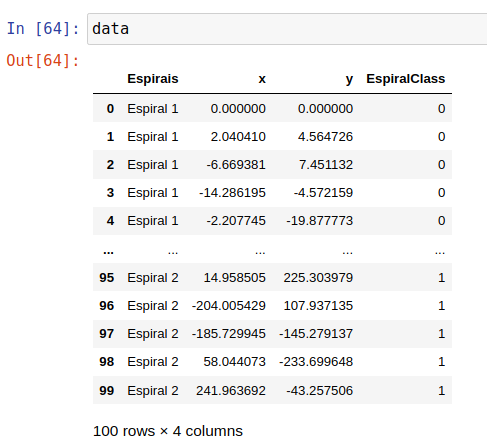 In [64]: data
Out[64]:
Espirais x y EspiralClass
0 Espiral 1 0.000000 0.000000 0
1 Espiral 1 2.040410 4.564726 0
2 Espiral 1 -6.669381 7.451132 0
3 Espiral 1 -14.286195 -4.572159 0
4 Espiral 1 -2.207745 -19.877773 0
... ... ... ... ...
95 Espiral 2 14.958505 225.303979 1
96 Espiral 2 -204.005429 107.937135 1
97 Espiral 2 -185.729945 -145.279137 1
98 Espiral 2 58.044073 -233.699648 1
99 Espiral 2 241.963692 -43.257506 1
100 rows × 4 columns